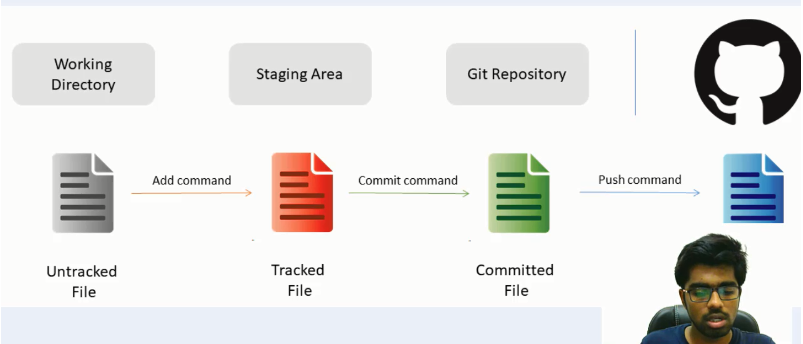 Working
Directory
Staging Area
Git Repository
Add command
Commit command
Push command
Untracked
File
Tracked
File
Committed
File